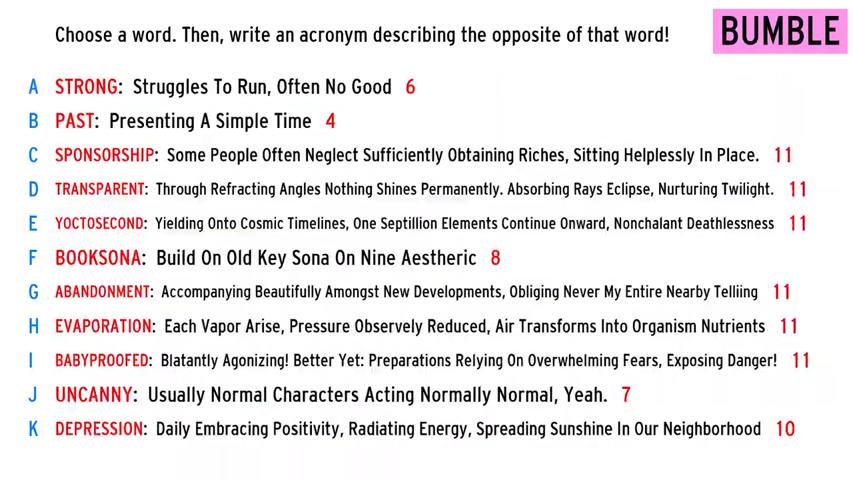 Choose a word. Then, write an acronym describing the opposite of that word!
BUMBLE
A STRONG: Struggles To Run, Often No Good 6
B PAST: Presenting A Simple Time 4
C SPONSORSHIP: Some People Often Neglect Sufficiently Obtaining Riches, Sitting Helplessly In Place. 11
D TRANSPARENT: Through Refracting Angles Nothing Shines Permanently. Absorbing Rays Eclipse, Nurturing Twilight. 11
E YOCTOSECOND: Yielding Onto Cosmic Timelines, One Septillion Elements Continue Onward, Nonchalant Deathlessness 11
F BOOKSONA: Build On Old Key Sona On Nine Aestheric 8
G ABANDONMENT: Accompanying Beautifully Amongst New Developments, Obliging Never My Entire Nearby Telliing 11
H EVAPORATION: Each Vapor Arise, Pressure Observely Reduced, Air Transforms Into Organism Nutrients 11
I BABYPROOFED: Blatantly Agonizing! Better Yet: Preparations Relying On Overwhelming Fears, Exposing Danger! 11
J UNCANNY: Usually Normal Characters Acting Normally Normal, Yeah. 7
K DEPRESSION: Daily Embracing Positivity, Radiating Energy, Spreading Sunshine In Our Neighborhood 10